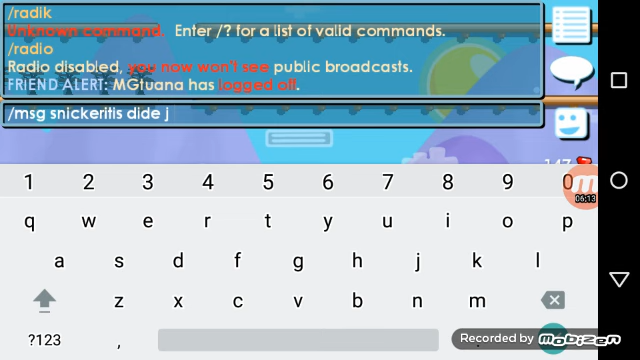 /radik
Unknown command. Enter /? for a list of valid commands.
/radio
Radio disabled, you now won't see public broadcasts.
FRIEND ALERT: MGtuana has logged off.
/msg snickeritis dide j
147
1 2 3 4 5 6 7 8 9 0
06:13
q w e r t y u i o p
a s d f g h j k l
z x c v b n m
?123 ,
Recorded by mobizen